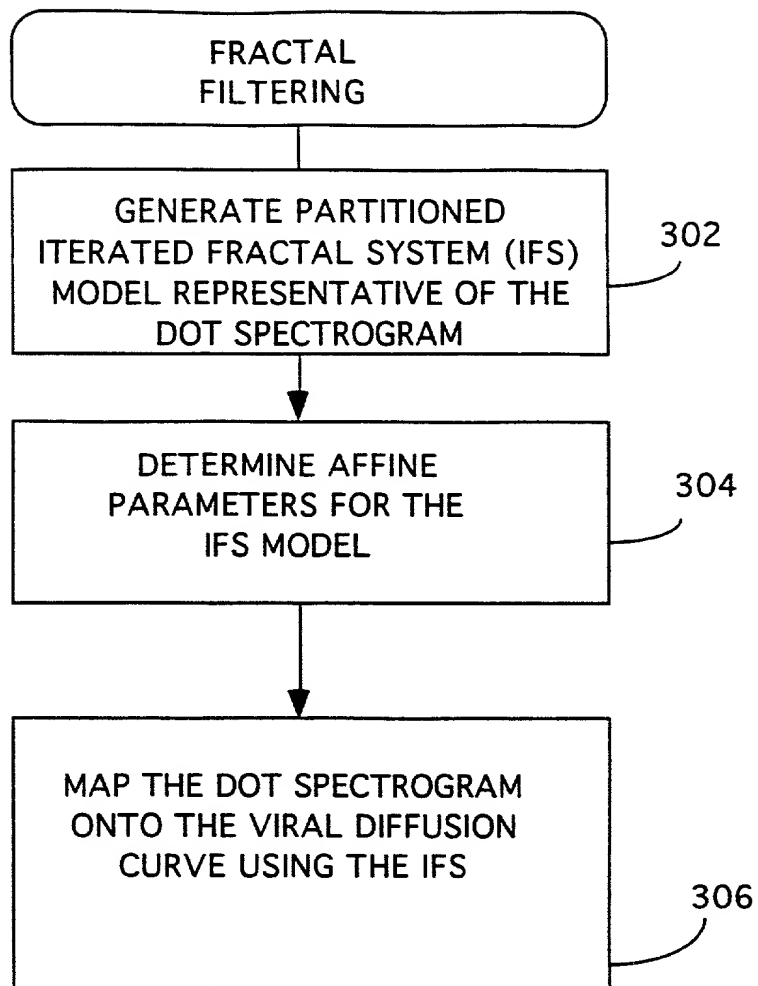 FRACTAL
FILTERING
GENERATE PARTITIONED
ITERATED FRACTAL SYSTEM (IFS)
MODEL REPRESENTATIVE OF THE
DOT SPECTROGRAM
302
DETERMINE AFFINE
PARAMETERS FOR THE
IFS MODEL
304
MAP THE DOT SPECTROGRAM
ONTO THE VIRAL DIFFUSION
CURVE USING THE IFS
306